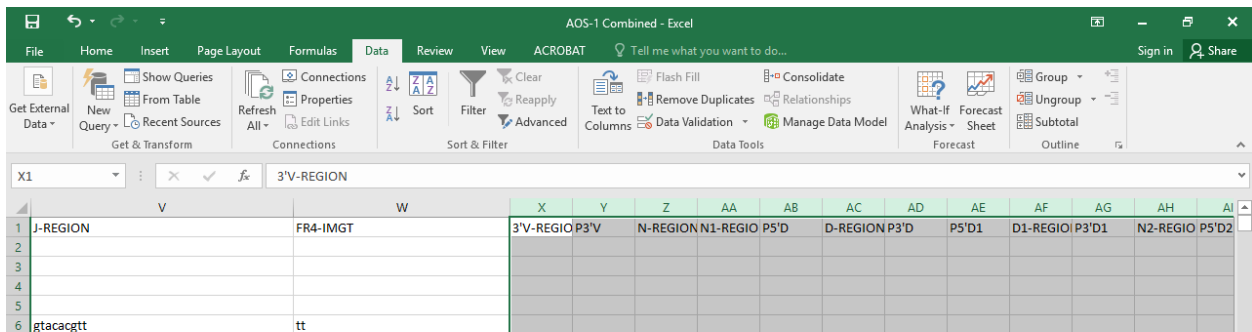 AOS-1 Combined - Excel
File Home Insert Page Layout Formulas Data Review View ACROBAT Tell me what you want to do... Sign in Share
Show Queries Connections Clear Flash Fill Consolidate Group
From Table Properties Reapply Remove Duplicates Relationships Ungroup
Get External Data New Query Recent Sources Refresh All Edit Links Sort Filter Advanced Text to Columns Data Validation Manage Data Model What-If Analysis Forecast Sheet Subtotal
Get & Transform Connections Sort & Filter Data Tools Forecast Outline
X1 fx 3'V-REGION
V W X Y Z AA AB AC AD AE AF AG AH AI
1 J-REGION FR4-IMGT 3'V-REGIO P3'V N-REGION N1-REGIO P5'D D-REGION P3'D P5'D1 D1-REGIO P3'D1 N2-REGIO P5'D2
2
3
4
5
6 gtacacgtt tt